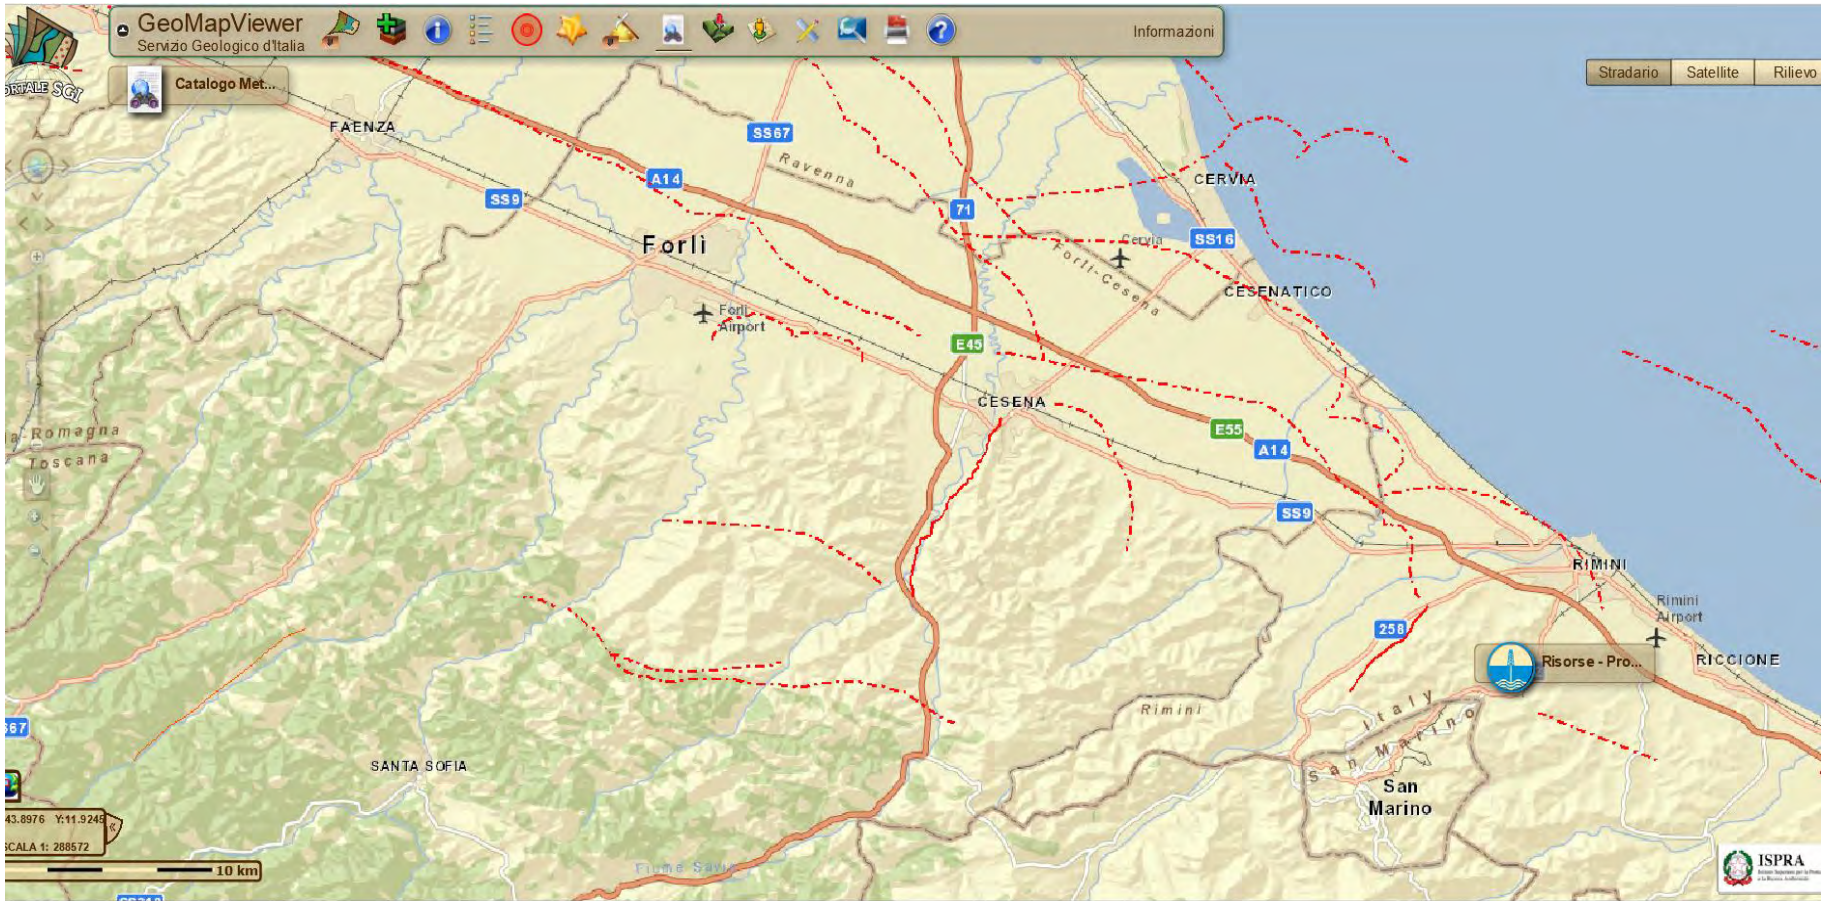 GeoMapViewer
Servizio Geologico d'Italia
Informazioni
PORTALE SGI
Catalogo Met...
Stradario
Satellite
Rilievo
FAENZA
SS67
Ravenna
A14
SS9
CERVIA
71
SS16
Forlì
Cervia
Forlì-Cesena
CESENATICO
Forlì
Airport
E45
CESENA
a-Romagna
Toscana
E55
A14
SS9
RIMINI
Rimini
Airport
258
Risorse - Pro...
RICCIONE
Rimini
Italy
San Marino
S67
SANTA SOFIA
San
Marino
43.8976 Y:11.9245
SCALA 1: 288572
10 km
Fiume Savio
ISPRA